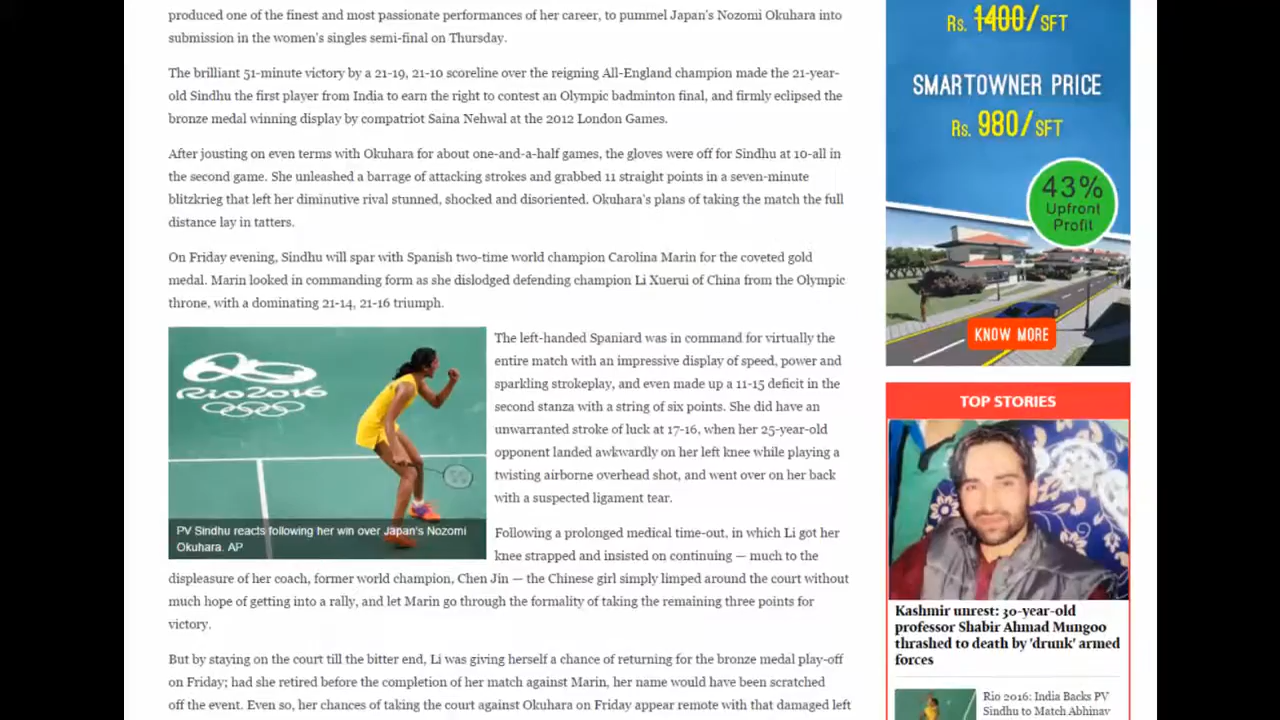 produced one of the finest and most passionate performances of her career, to pummel Japan's Nozomi Okuhara into
submission in the women's singles semi-final on Thursday.
The brilliant 51-minute victory by a 21-19, 21-10 scoreline over the reigning All-England champion made the 21-year-
old Sindhu the first player from India to earn the right to contest an Olympic badminton final, and firmly eclipsed the
bronze medal winning display by compatriot Saina Nehwal at the 2012 London Games.
After jousting on even terms with Okuhara for about one-and-a-half games, the gloves were off for Sindhu at 10-all in
the second game. She unleashed a barrage of attacking strokes and grabbed 11 straight points in a seven-minute
blitzkrieg that left her diminutive rival stunned, shocked and disoriented. Okuhara's plans of taking the match the full
distance lay in tatters.
On Friday evening, Sindhu will spar with Spanish two-time world champion Carolina Marin for the coveted gold
medal. Marin looked in commanding form as she dislodged defending champion Li Xuerui of China from the Olympic
throne, with a dominating 21-14, 21-16 triumph.
Rio2016
PV Sindhu reacts following her win over Japan's Nozomi
Okuhara. AP
The left-handed Spaniard was in command for virtually the
entire match with an impressive display of speed, power and
sparkling strokeplay, and even made up a 11-15 deficit in the
second stanza with a string of six points. She did have an
unwarranted stroke of luck at 17-16, when her 25-year-old
opponent landed awkwardly on her left knee while playing a
twisting airborne overhead shot, and went over on her back
with a suspected ligament tear.
Following a prolonged medical time-out, in which Li got her
knee strapped and insisted on continuing — much to the
displeasure of her coach, former world champion, Chen Jin — the Chinese girl simply limped around the court without
much hope of getting into a rally, and let Marin go through the formality of taking the remaining three points for
victory.
But by staying on the court till the bitter end, Li was giving herself a chance of returning for the bronze medal play-off
on Friday; had she retired before the completion of her match against Marin, her name would have been scratched
off the event. Even so, her chances of taking the court against Okuhara on Friday appear remote with that damaged left
Rs. 1400/SFT
SMARTOWNER PRICE
Rs. 980/SFT
43%
Upfront
Profit
KNOW MORE
TOP STORIES
Kashmir unrest: 30-year-old
professor Shabir Ahmad Mungoo
thrashed to death by 'drunk' armed
forces
Rio 2016: India Backs PV
Sindhu to Match Abhinav